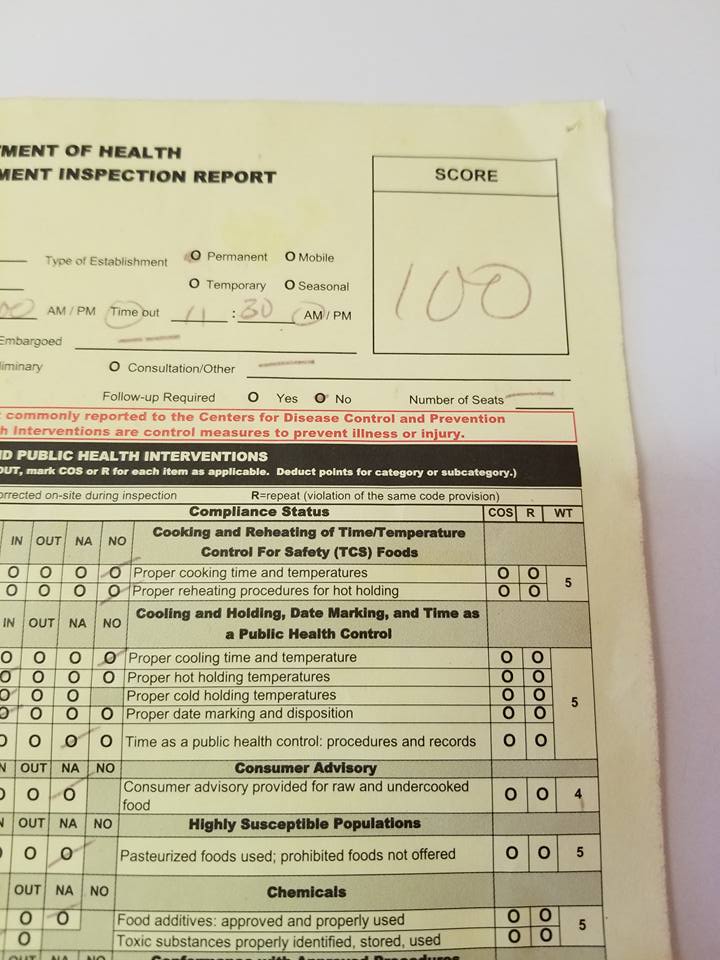 MENT OF HEALTH
MENT INSPECTION REPORT
SCORE
100
Type of Establishment O Permanent O Mobile
O Temporary O Seasonal
00 AM / PM Time out 11 : 30 AM / PM
Embargoed
liminary O Consultation/Other
Follow-up Required O Yes O No Number of Seats
commonly reported to the Centers for Disease Control and Prevention
h Interventions are control measures to prevent illness or injury.
D PUBLIC HEALTH INTERVENTIONS
OUT, mark COS or R for each item as applicable. Deduct points for category or subcategory.)
orrected on-site during inspection R=repeat (violation of the same code provision)
Compliance Status COS R WT
IN OUT NA NO Cooking and Reheating of Time/Temperature
Control For Safety (TCS) Foods
O O O O Proper cooking time and temperatures O O 5
O O O O Proper reheating procedures for hot holding O O
IN OUT NA NO Cooling and Holding, Date Marking, and Time as
a Public Health Control
O O O O Proper cooling time and temperature O O
O O O O Proper hot holding temperatures O O
O O O Proper cold holding temperatures O O 5
O O O O Proper date marking and disposition O O
O O O O Time as a public health control: procedures and records O O
N OUT NA NO Consumer Advisory
O O O Consumer advisory provided for raw and undercooked O O 4
food
OUT NA NO Highly Susceptible Populations
O O Pasteurized foods used; prohibited foods not offered O O 5
OUT NA NO Chemicals
O O Food additives: approved and properly used O O 5
O Toxic substances properly identified, stored, used O O
OUT NA NO Conformance with Approved Procedures